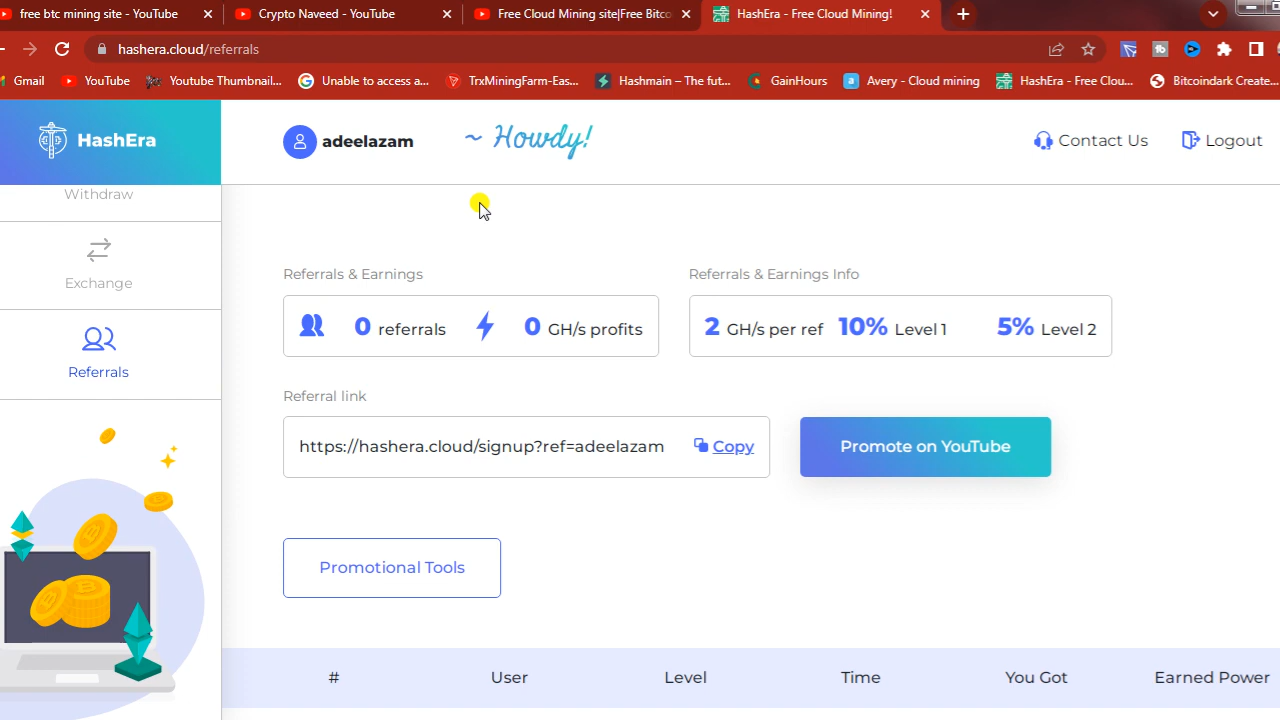 free btc mining site - YouTube
Crypto Naveed - YouTube
Free Cloud Mining site|Free Bitco
HashEra - Free Cloud Mining!
hashera.cloud/referrals
Gmail
YouTube
Youtube Thumbnail...
Unable to access a...
TrxMiningFarm-Eas...
Hashmain – The fut...
GainHours
Avery - Cloud mining
HashEra - Free Clou...
Bitcoindark Create...
HashEra
adeelazam
~ Howdy!
Contact Us
Logout
Withdraw
Exchange
Referrals
Referrals & Earnings
Referrals & Earnings Info
0 referrals
0 GH/s profits
2 GH/s per ref
10% Level 1
5% Level 2
Referral link
https://hashera.cloud/signup?ref=adeelazam
Copy
Promote on YouTube
Promotional Tools
# User Level Time You Got Earned Power